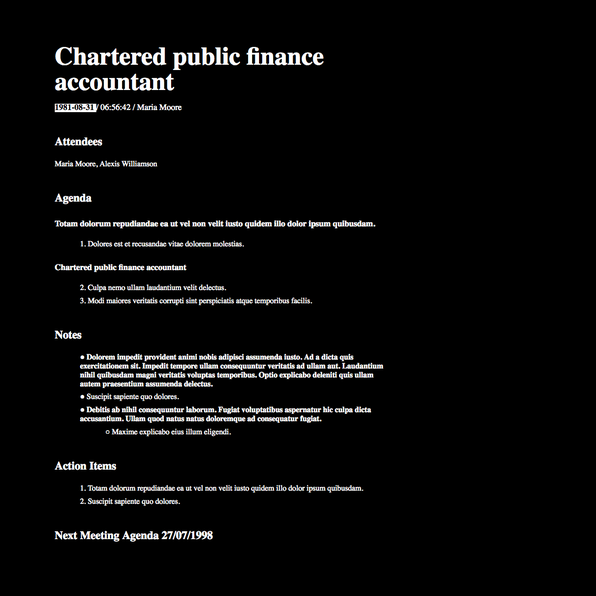 Chartered public finance
accountant
1981-08-31 / 06:56:42 / Maria Moore
Attendees
Maria Moore, Alexis Williamson
Agenda
Totam dolorum repudiandae ea ut vel non velit iusto quidem illo dolor ipsum quibusdam.
1. Dolores est et recusandae vitae dolorem molestias.
Chartered public finance accountant
2. Culpa nemo ullam laudantium velit delectus.
3. Modi maiores veritatis corrupti sint perspiciatis atque temporibus facilis.
Notes
● Dolorem impedit provident animi nobis adipisci assumenda iusto. Ad a dicta quis
exercitationem sit. Impedit tempore ullam consequuntur veritatis ad ullam aut. Laudantium
nihil quibusdam magni veritatis voluptas temporibus. Optio explicabo deleniti quis ullam
autem praesentium assumenda delectus.
● Suscipit sapiente quo dolores.
● Debitis ab nihil consequuntur laborum. Fugiat voluptatibus aspernatur hic culpa dicta
accusantium. Ullam quod natus natus doloremque ad consequatur fugiat.
○ Maxime explicabo eius illum eligendi.
Action Items
1. Totam dolorum repudiandae ea ut vel non velit iusto quidem illo dolor ipsum quibusdam.
2. Suscipit sapiente quo dolores.
Next Meeting Agenda 27/07/1998